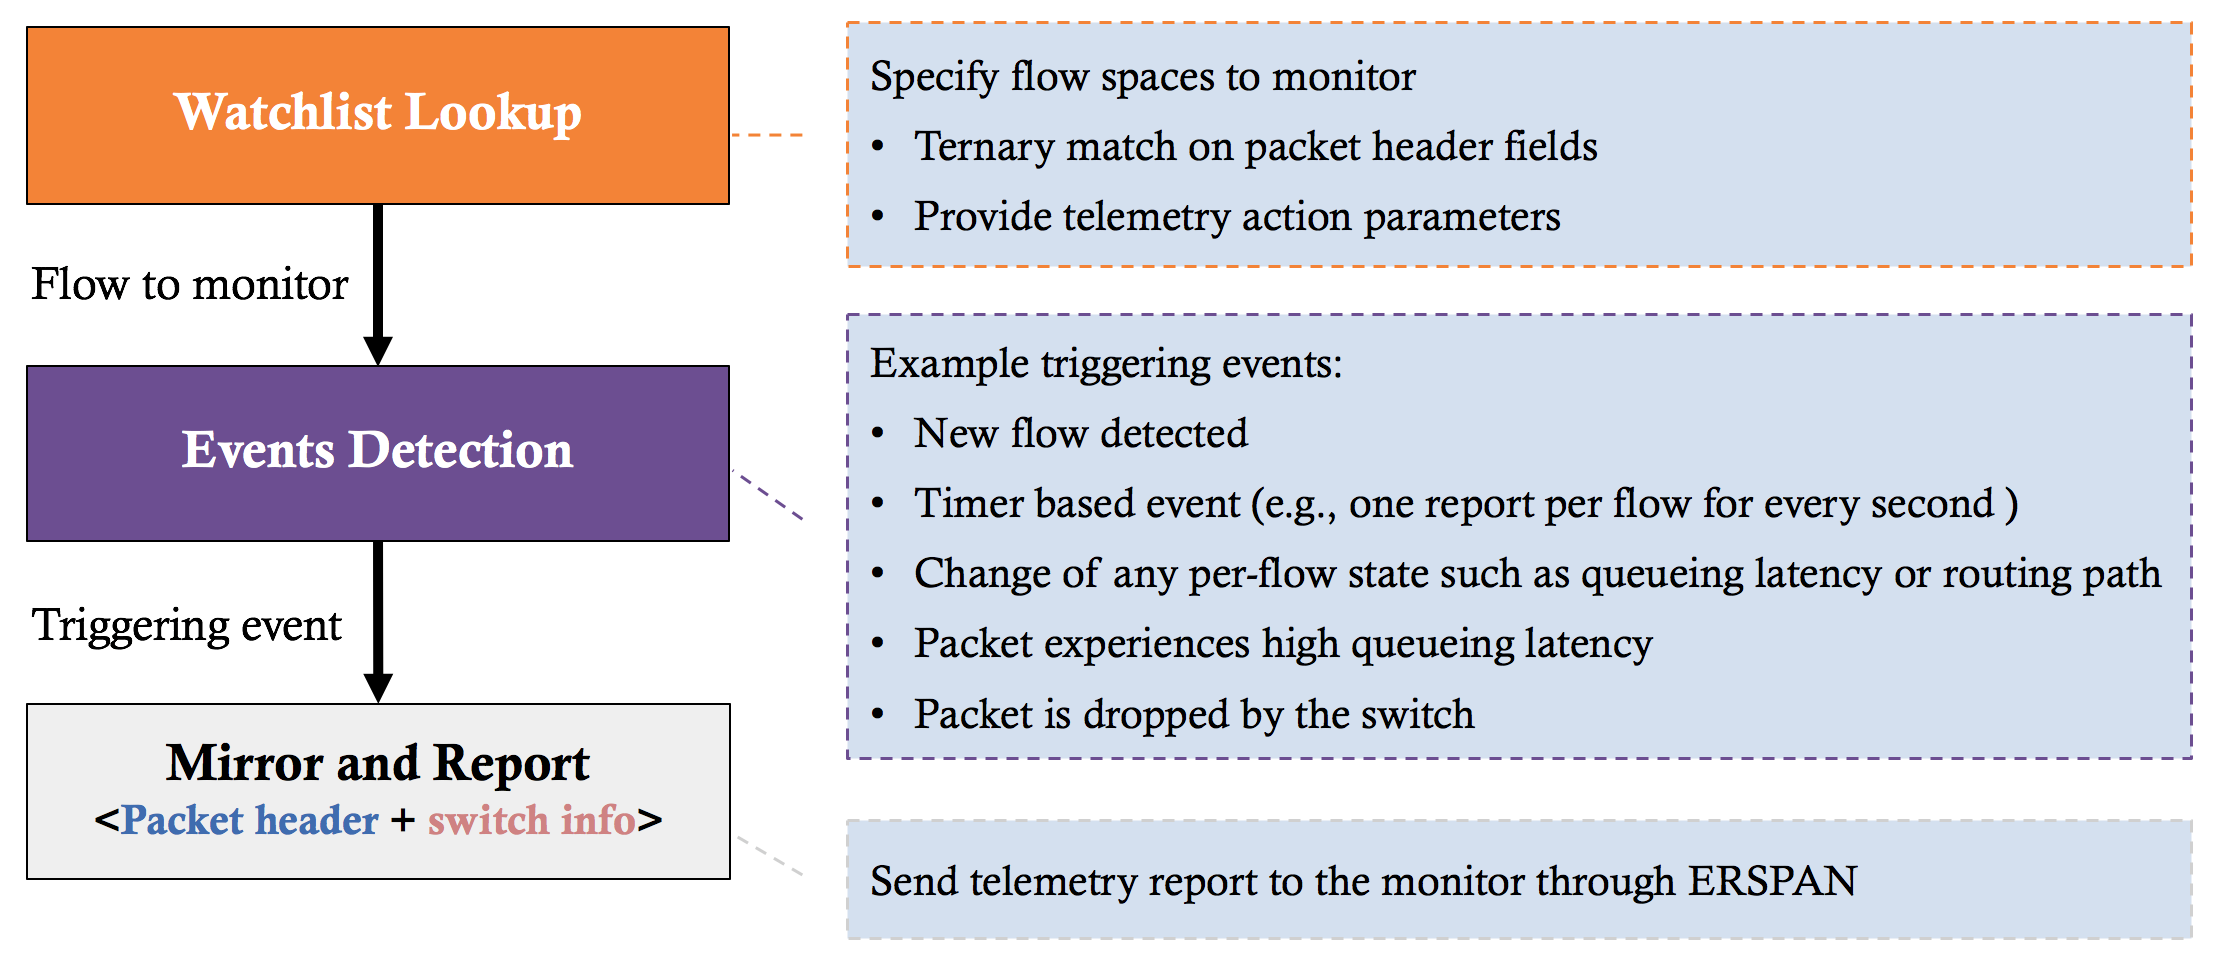 Watchlist Lookup
Specify flow spaces to monitor
• Ternary match on packet header fields
• Provide telemetry action parameters
Flow to monitor
Events Detection
Example triggering events:
• New flow detected
• Timer based event (e.g., one report per flow for every second )
• Change of any per-flow state such as queueing latency or routing path
• Packet experiences high queueing latency
• Packet is dropped by the switch
Triggering event
Mirror and Report
<Packet header + switch info>
Send telemetry report to the monitor through ERSPAN